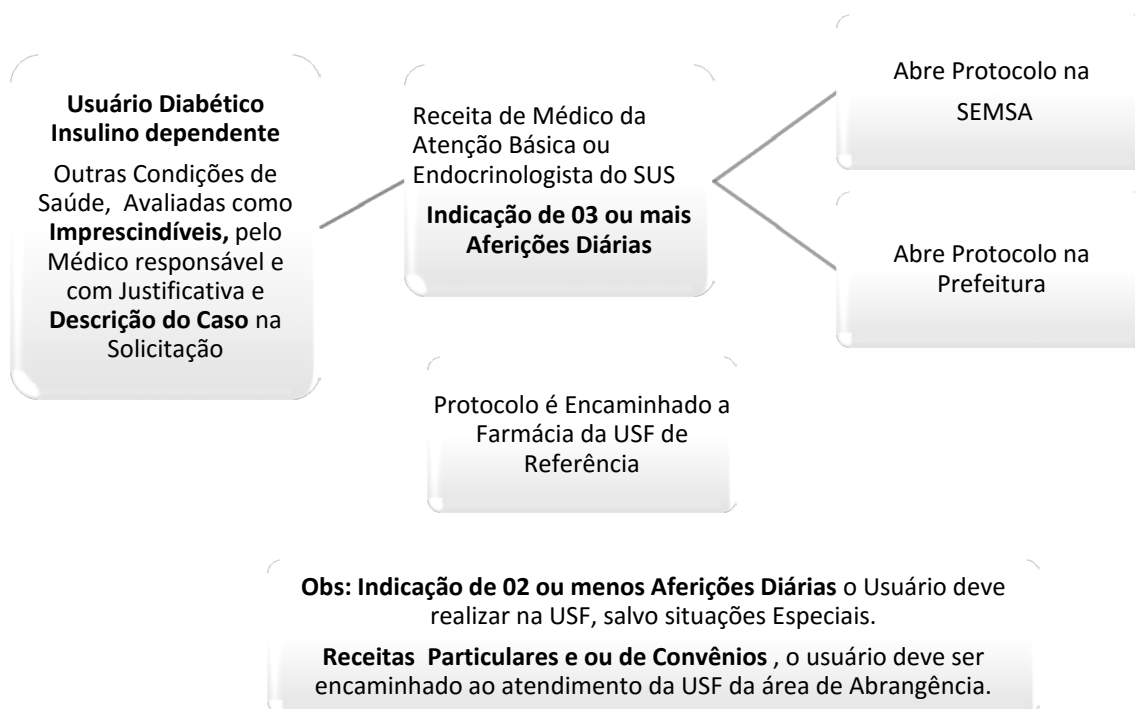 Usuário Diabético
Insulino dependente
Outras Condições de
Saúde, Avaliadas como
Imprescindíveis, pelo
Médico responsável e
com Justificativa e
Descrição do Caso na
Solicitação
Receita de Médico da
Atenção Básica ou
Endocrinologista do SUS
Indicação de 03 ou mais
Aferições Diárias
Abre Protocolo na
SEMSA
Abre Protocolo na
Prefeitura
Protocolo é Encaminhado a
Farmácia da USF de
Referência
Obs: Indicação de 02 ou menos Aferições Diárias o Usuário deve
realizar na USF, salvo situações Especiais.
Receitas Particulares e ou de Convênios , o usuário deve ser
encaminhado ao atendimento da USF da área de Abrangência.